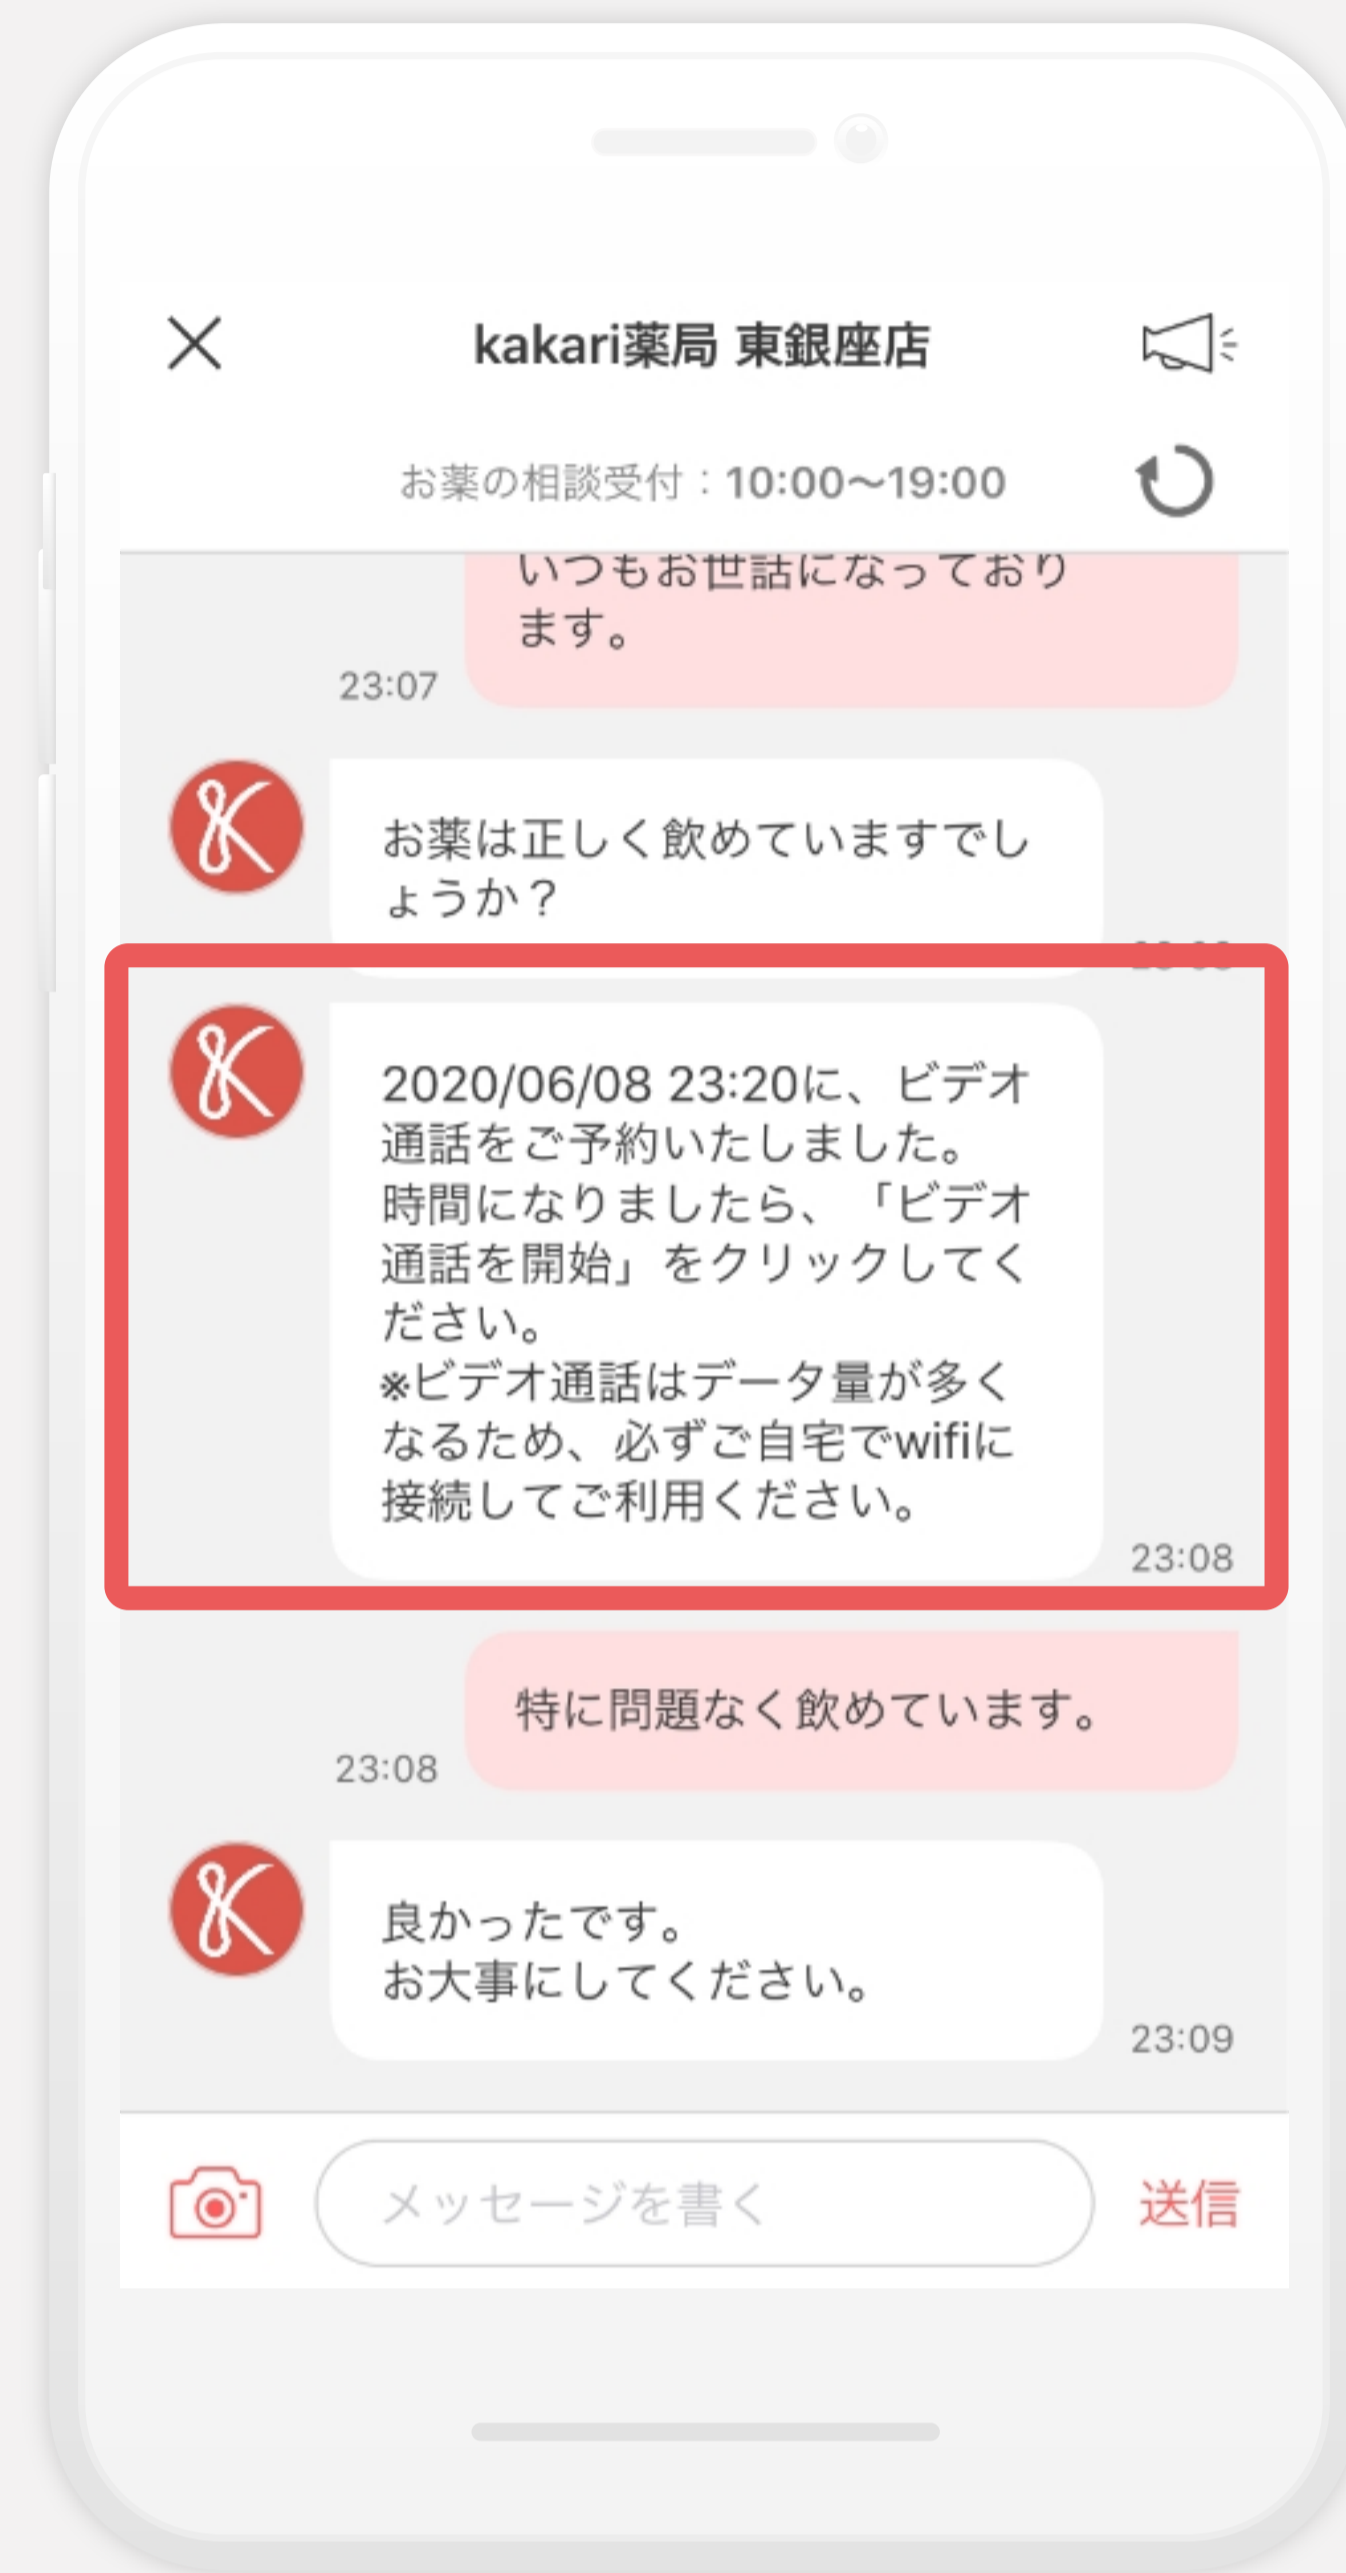 kakari薬局 東銀座店
お薬の相談受付：10:00〜19:00
いつもお世話になっており
ます。
23:07
お薬は正しく飲めていますでし
ょうか？
2020/06/08 23:20に、ビデオ
通話をご予約いたしました。
時間になりましたら、「ビデオ
通話を開始」をクリックしてく
ださい。
※ビデオ通話はデータ量が多く
なるため、必ずご自宅でwifiに
接続してご利用ください。
23:08
特に問題なく飲めています。
23:08
良かったです。
お大事にしてください。
23:09
メッセージを書く
送信